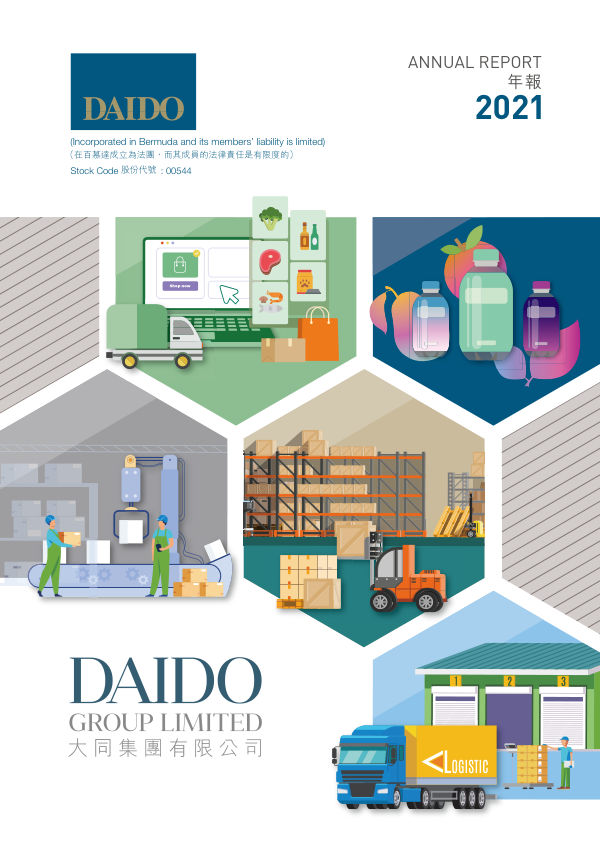 DAIDO
(Incorporated in Bermuda and its members' liability is limited)
(在百慕達成立為法團，而其成員的法律責任是有限度的)
Stock Code 股份代號 : 00544
ANNUAL REPORT
年報
2021
Shop now
DAIDO
GROUP LIMITED
大同集團有限公司
1 2 3
LOGISTIC